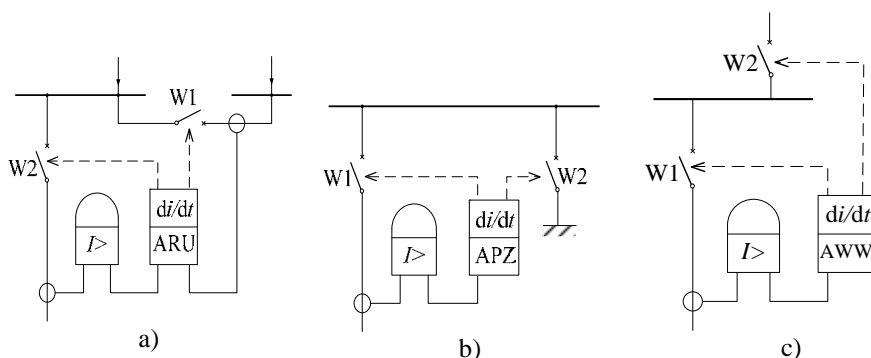 W1
W2
di/dt
I>
ARU
a)
W1
W2
di/dt
I>
APZ
b)
W2
W1
di/dt
I>
AWW
c)